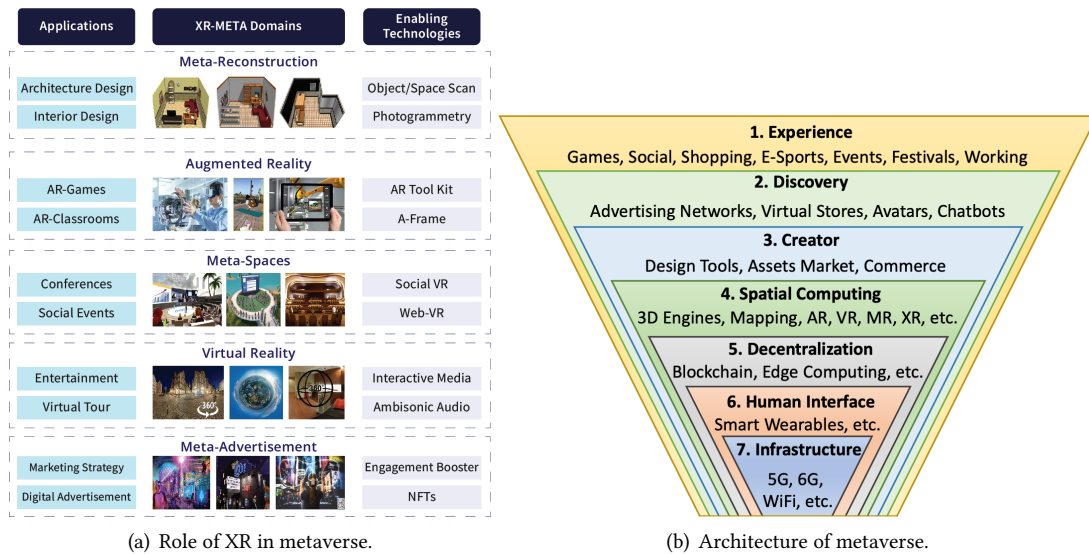 Applications
XR-META Domains
Enabling
Technologies
Meta-Reconstruction
Architecture Design
Interior Design
Object/Space Scan
Photogrammetry
Augmented Reality
AR-Games
AR-Classrooms
AR Tool Kit
A-Frame
Meta-Spaces
Conferences
Social Events
Social VR
Web-VR
Virtual Reality
Entertainment
Virtual Tour
360°
360°
Interactive Media
Ambisonic Audio
Meta-Advertisement
Marketing Strategy
Digital Advertisement
Engagement Booster
NFTs
(a) Role of XR in metaverse.
1. Experience
Games, Social, Shopping, E-Sports, Events, Festivals, Working
2. Discovery
Advertising Networks, Virtual Stores, Avatars, Chatbots
3. Creator
Design Tools, Assets Market, Commerce
4. Spatial Computing
3D Engines, Mapping, AR, VR, MR, XR, etc.
5. Decentralization
Blockchain, Edge Computing, etc.
6. Human Interface
Smart Wearables, etc.
7. Infrastructure
5G, 6G,
WiFi, etc.
(b) Architecture of metaverse.